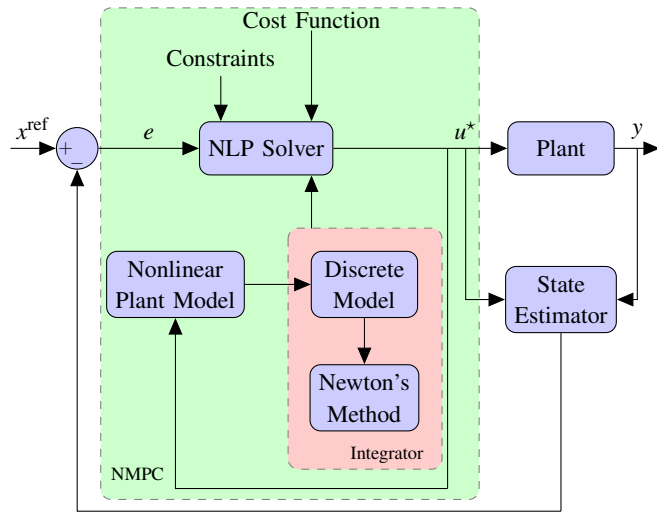 Cost Function
Constraints
x^ref
+
−
e
NLP Solver
u*
Plant
y
Nonlinear
Plant Model
Discrete
Model
State
Estimator
Newton's
Method
Integrator
NMPC